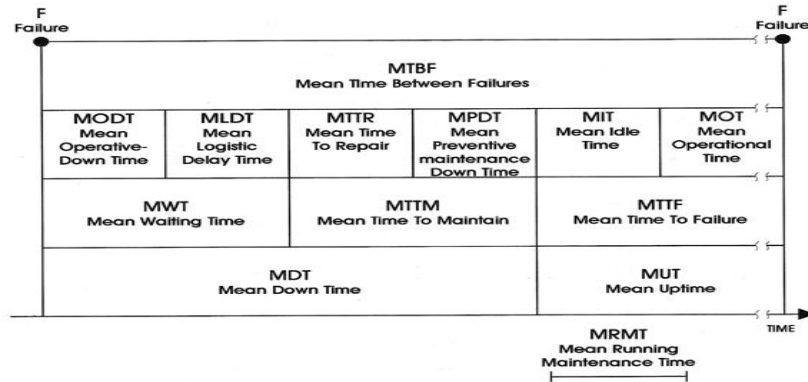 F
Failure
F
Failure
MTBF
Mean Time Between Failures
MODT
Mean
Operative-
Down Time
MLDT
Mean
Logistic
Delay Time
MTTR
Mean Time
To Repair
MPDT
Mean
Preventive
maintenance
Down Time
MIT
Mean Idle
Time
MOT
Mean
Operational
Time
MWT
Mean Waiting Time
MTTM
Mean Time To Maintain
MTTF
Mean Time To Failure
MDT
Mean Down Time
MUT
Mean Uptime
TIME
MRMT
Mean Running
Maintenance Time